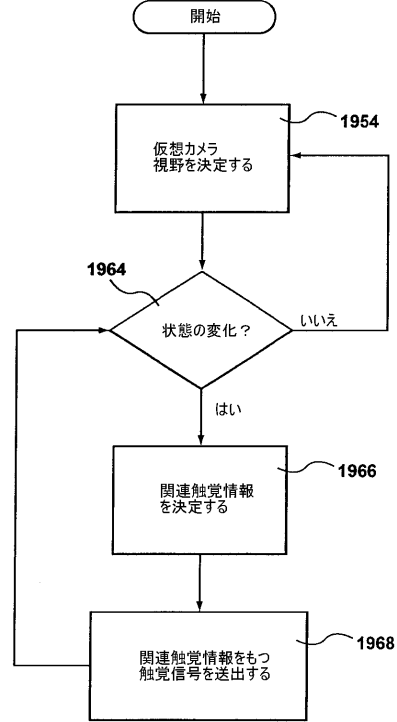 開始
1954
仮想カメラ
視野を決定する
1964
状態の変化？
いいえ
はい
1966
関連触覚情報
を決定する
1968
関連触覚情報をもつ
触覚信号を送出する